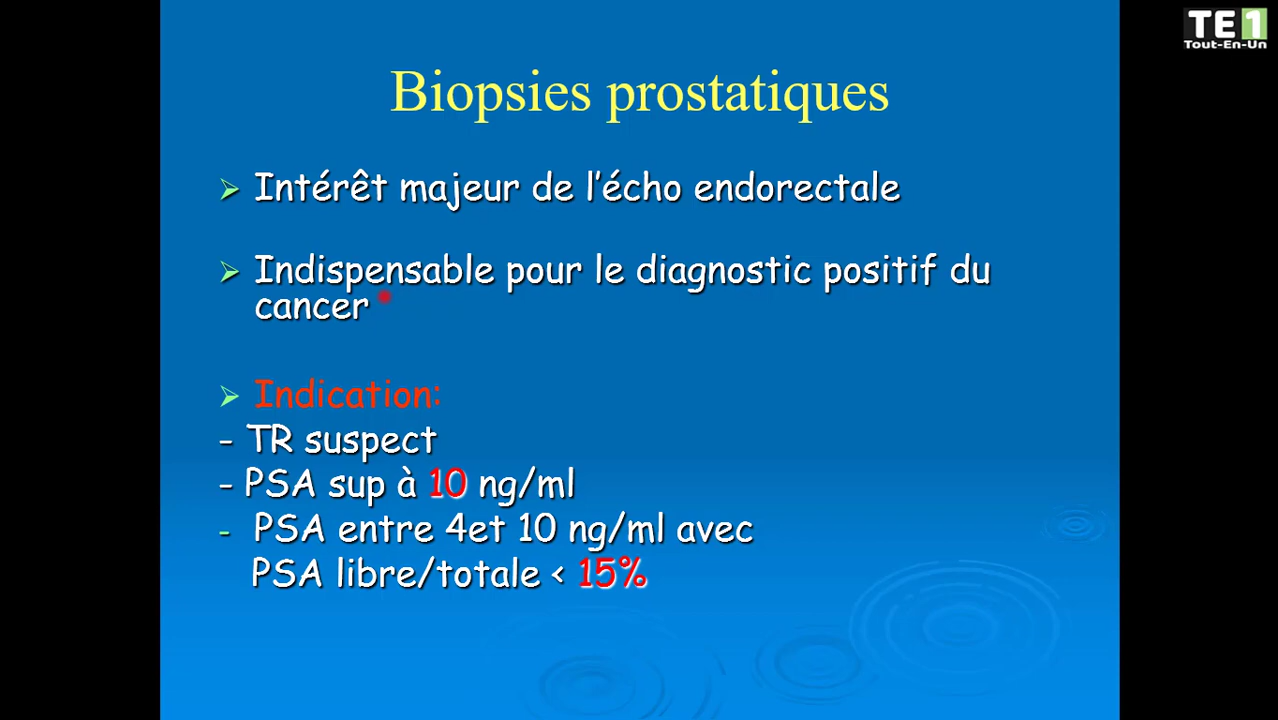 TE1
Tout-En-Un
Biopsies prostatiques
➢ Intérêt majeur de l'écho endorectale
➢ Indispensable pour le diagnostic positif du
cancer
➢ Indication:
- TR suspect
- PSA sup à 10 ng/ml
- PSA entre 4et 10 ng/ml avec
PSA libre/totale < 15%